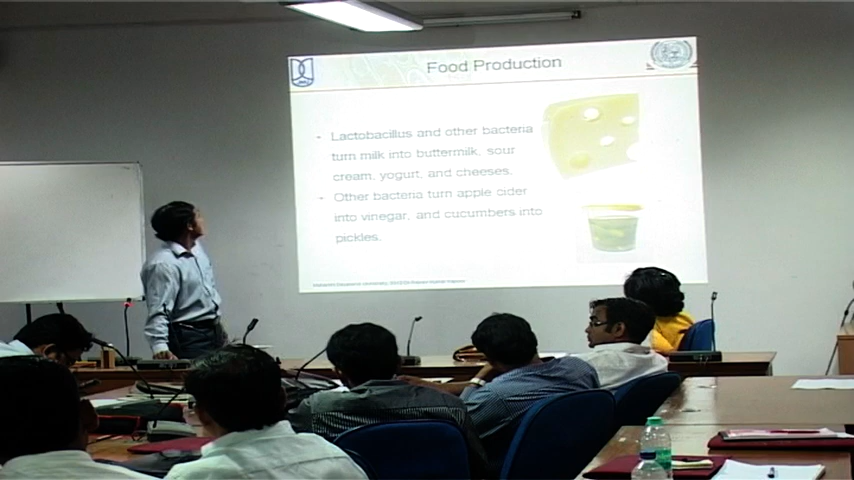 Food Production
• Lactobacillus and other bacteria
turn milk into buttermilk, sour
cream, yogurt, and cheeses.
• Other bacteria turn apple cider
into vinegar, and cucumbers into
pickles.